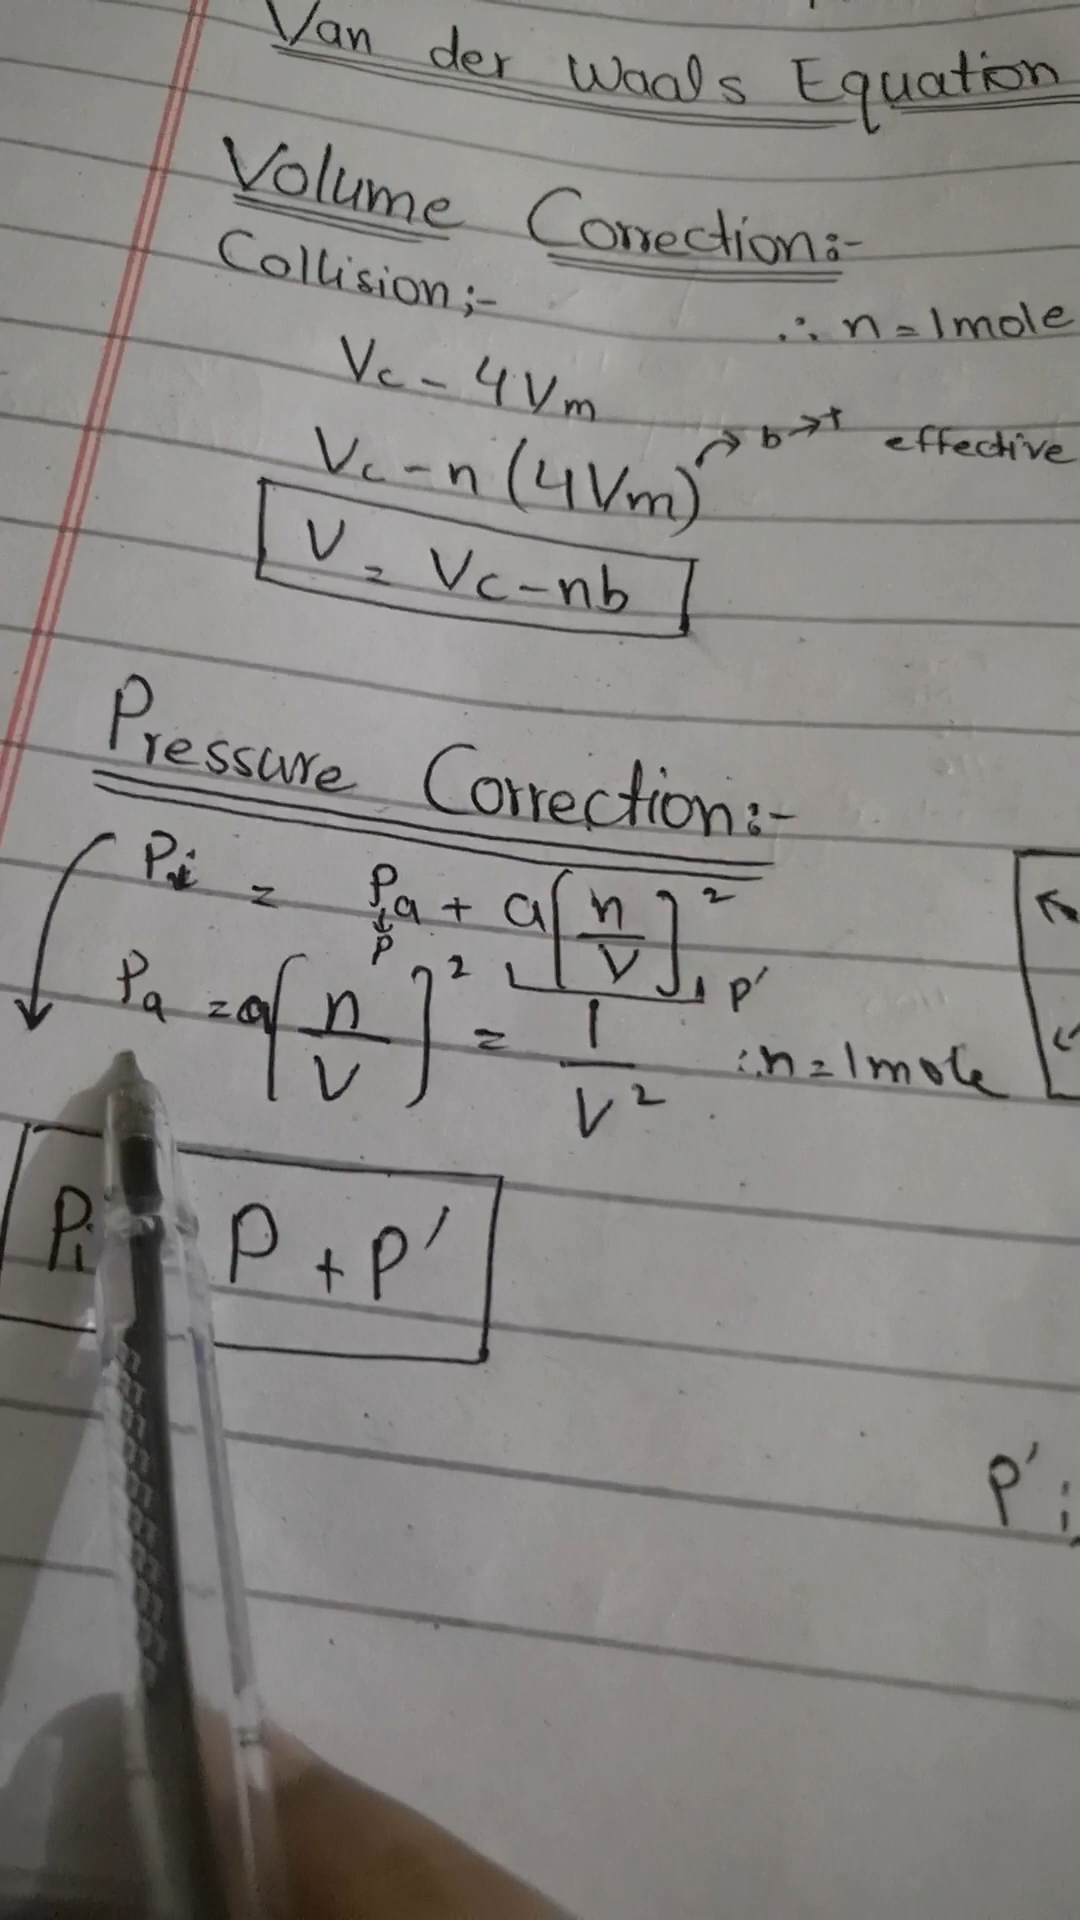 Van der Waals Equation
Volume Correction:-
Collision;-
∴ n = 1mole
Vc - 4Vm
Vc - n (4Vm) → b → effective
V = Vc - nb
Pressure Correction:-
Pi = Pa + a[n/V]²
↓ P
P'
Pa = a[n/V]² = 1/V² ∴ n = 1mole
Pi P + P'
P'